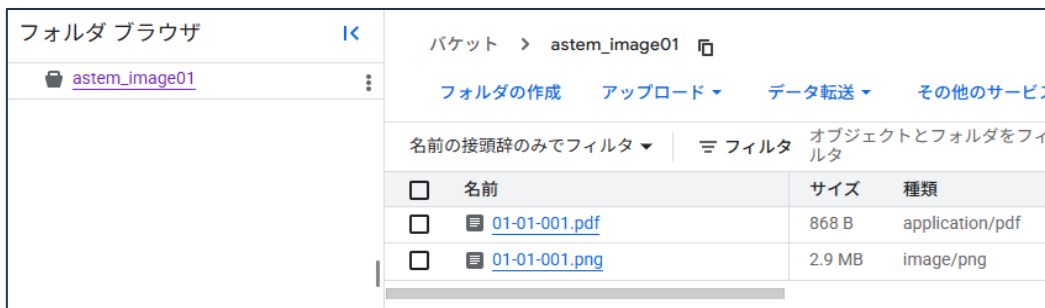 フォルダ ブラウザ
astem_image01
バケット > astem_image01
フォルダの作成 アップロード データ転送 その他のサービス
名前の接頭辞のみでフィルタ フィルタ オブジェクトとフォルダをフィ
ルタ
名前 サイズ 種類
01-01-001.pdf 868 B application/pdf
01-01-001.png 2.9 MB image/png